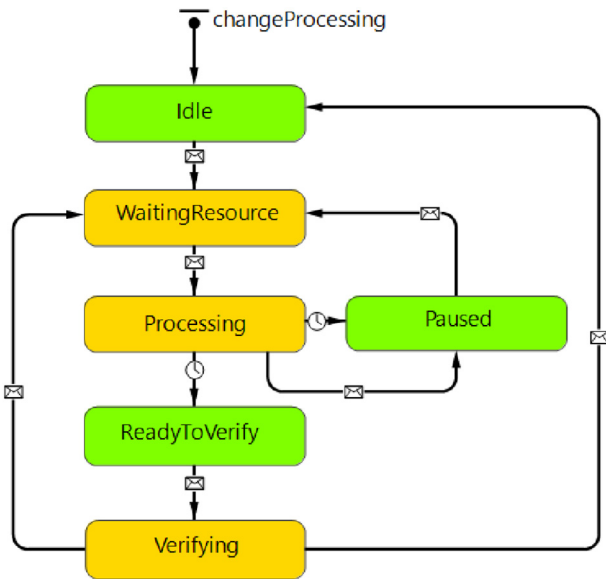 changeProcessing
Idle
WaitingResource
Processing
Paused
ReadyToVerify
Verifying